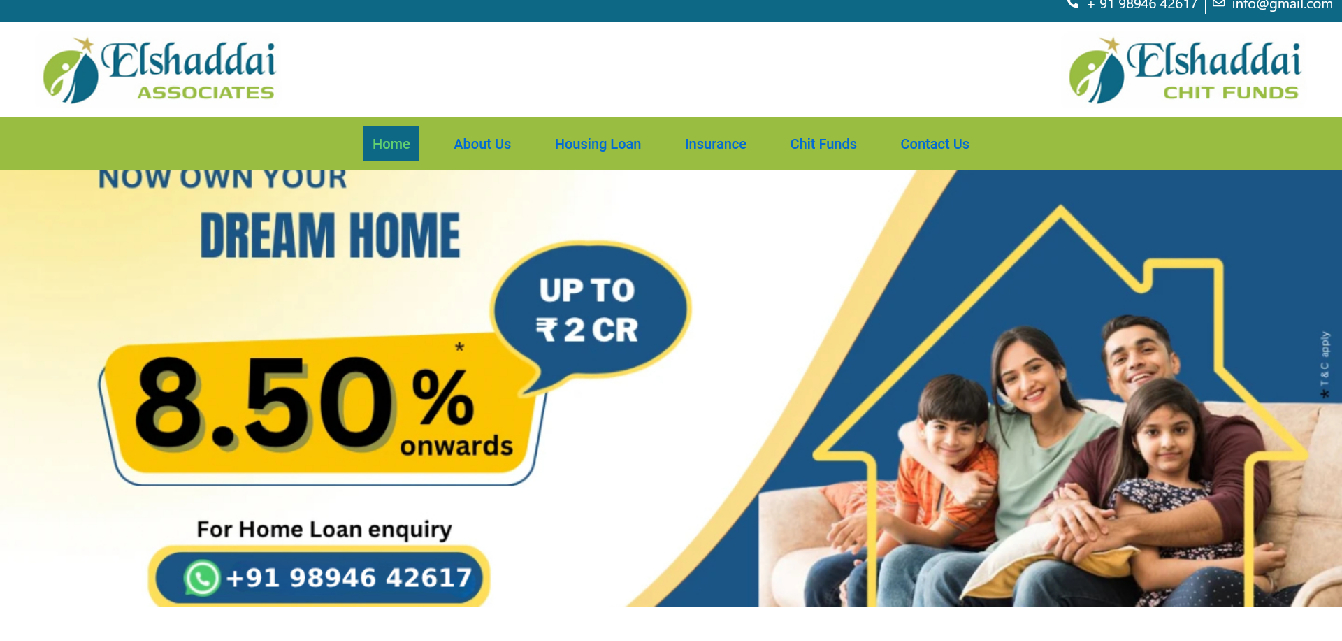 + 91 98946 42617
info@gmail.com
Elshaddai
ASSOCIATES
Elshaddai
CHIT FUNDS
Home
About Us
Housing Loan
Insurance
Chit Funds
Contact Us
NOW OWN YOUR
DREAM HOME
UP TO
₹ 2 CR
8.50 % *
onwards
For Home Loan enquiry
+91 98946 42617
* T & C apply